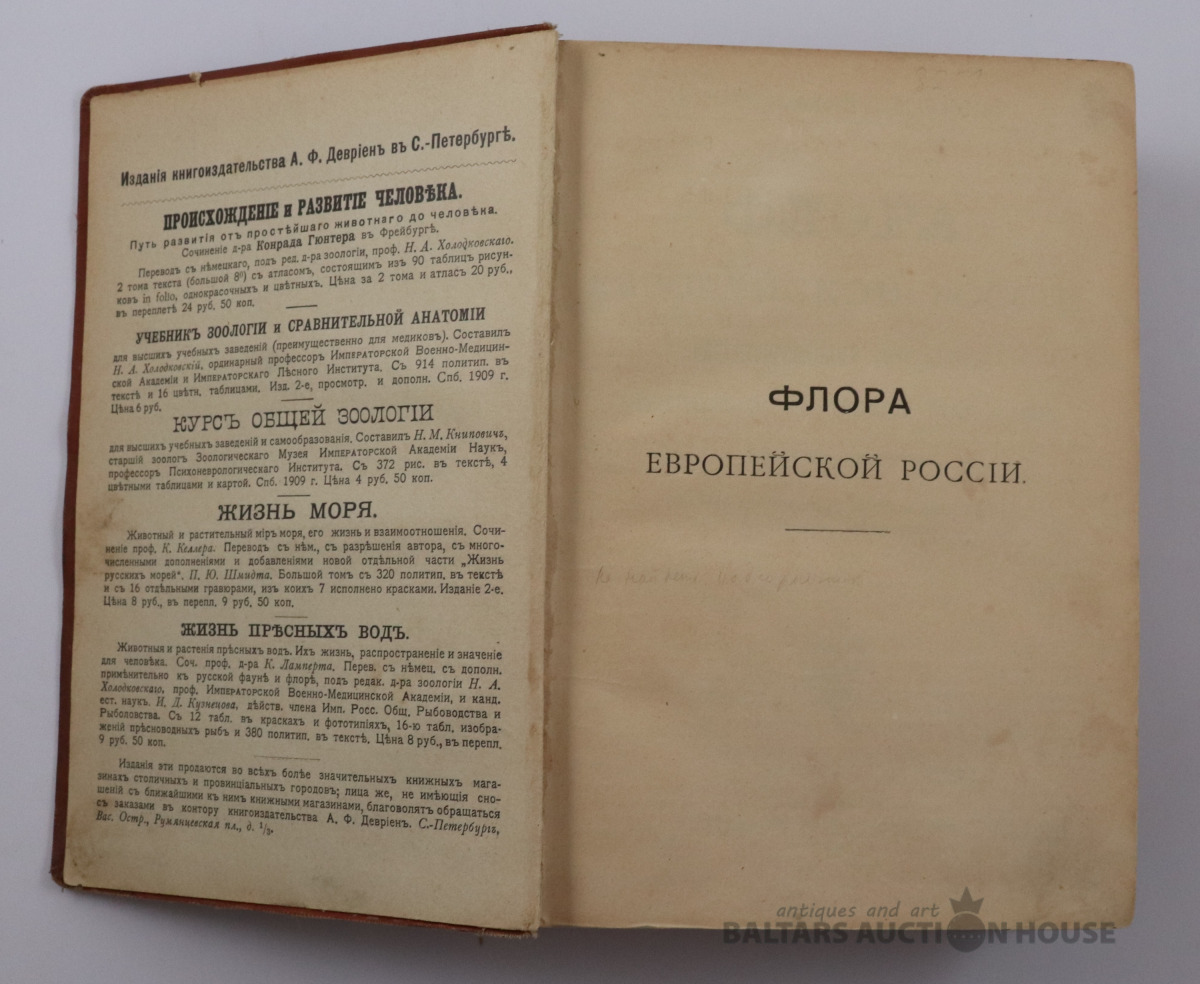 Изданія книгоиздательства А. Ф. Девріенъ въ С.-Петербургѣ.
ПРОИСХОЖДЕНІЕ и РАЗВИТІЕ ЧЕЛОВѢКА.
Путь развитія отъ простѣйшаго животнаго до человѣка.
Сочиненіе д-ра Конрада Гюнтера въ Фрейбургѣ.
Переводъ съ нѣмецкаго, подъ ред. д-ра зоологіи, проф. Н. А. Холодковскаго.
2 тома текста (большой 8⁰) съ атласомъ, состоящимъ изъ 90 таблицъ рисун-
ковъ in folio, однокрасочныхъ и цвѣтныхъ. Цѣна за 2 тома и атласъ 20 руб.,
въ переплетѣ 24 руб. 50 коп.
УЧЕБНИКЪ ЗООЛОГІИ и СРАВНИТЕЛЬНОЙ АНАТОМІИ
для высшихъ учебныхъ заведеній (преимущественно для медиковъ). Составилъ
Н. А. Холодковскій, ординарный профессоръ Императорской Военно-Медицин-
ской Академіи и Императорскаго Лѣсного Института. Съ 914 политип. въ
текстѣ и 16 цвѣтн. таблицами. Изд. 2-е, просмотр. и дополн. Спб. 1909 г.
Цѣна 6 руб.
КУРСЪ ОБЩЕЙ ЗООЛОГІИ
для высшихъ учебныхъ заведеній и самообразованія. Составилъ Н. М. Книповичъ,
старшій зоологъ Зоологическаго Музея Императорской Академіи Наукъ,
профессоръ Психоневрологическаго Института. Съ 372 рис. въ текстѣ, 4
цвѣтными таблицами и картой. Спб. 1909 г. Цѣна 4 руб. 50 коп.
ЖИЗНЬ МОРЯ.
Животный и растительный міръ моря, его жизнь и взаимоотношенія. Сочи-
неніе проф. К. Келлера. Переводъ съ нѣм., съ разрѣшенія автора, съ много-
численными дополненіями и добавленіями новой отдѣльной части „Жизнь
русскихъ морей“. П. Ю. Шмидта. Большой томъ съ 320 политип. въ текстѣ
и съ 16 отдѣльными гравюрами, изъ коихъ 7 исполнено красками. Изданіе 2-е.
Цѣна 8 руб., въ перепл. 9 руб. 50 коп.
ЖИЗНЬ ПРѢСНЫХЪ ВОДЪ.
Животныя и растенія прѣсныхъ водъ. Ихъ жизнь, распространеніе и значеніе
для человѣка. Соч. проф. д-ра К. Ламперта. Перев. съ нѣмец. съ дополн.
примѣнительно къ русской фаунѣ и флорѣ, подъ редак. д-ра зоологіи Н. А.
Холодковскаго, проф. Императорской Военно-Медицинской Академіи, и канд.
ест. наукъ. И. Д. Кузнецова, дѣйств. члена Имп. Росс. Общ. Рыбоводства и
Рыболовства. Съ 12 табл. въ краскахъ и фототипіяхъ, 16-ю табл. изобра-
женій прѣсноводныхъ рыбъ и 380 политип. въ текстѣ. Цѣна 8 руб., въ перепл.
9 руб. 50 коп.
Изданія эти продаются во всѣхъ болѣе значительныхъ книжныхъ мага-
зинахъ столичныхъ и провинціальныхъ городовъ; лица же, не имѣющія сно-
шеній съ ближайшими къ нимъ книжными магазинами, благоволятъ обращаться
съ заказами въ контору книгоиздательства А. Ф. Девріенъ. С.-Петербургъ,
Вас. Остр., Румянцевская пл., д. 1/3.
ФЛОРА
ЕВРОПЕЙСКОЙ РОССІИ.
antiques and art
BALTARS AUCTION HOUSE